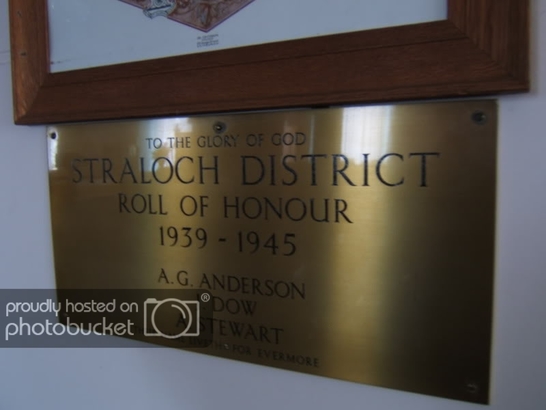 TO THE GLORY OF GOD
STRALOCH DISTRICT
ROLL OF HONOUR
1939 - 1945
A. G. ANDERSON
DOW
A. STEWART
LIVETH FOR EVERMORE
proudly hosted on
photobucket®